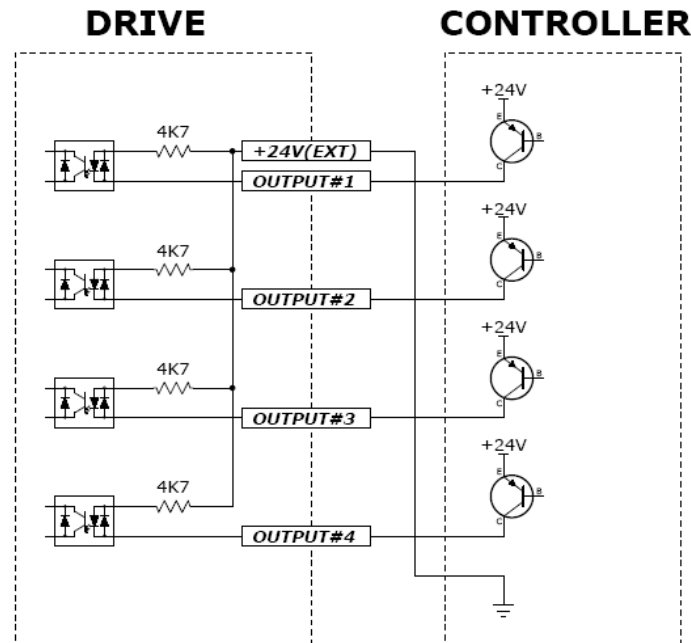 DRIVE
CONTROLLER
+24V
E
B
C
4K7
+24V(EXT)
OUTPUT#1
+24V
E
B
C
4K7
OUTPUT#2
+24V
E
B
C
4K7
OUTPUT#3
+24V
E
B
C
4K7
OUTPUT#4